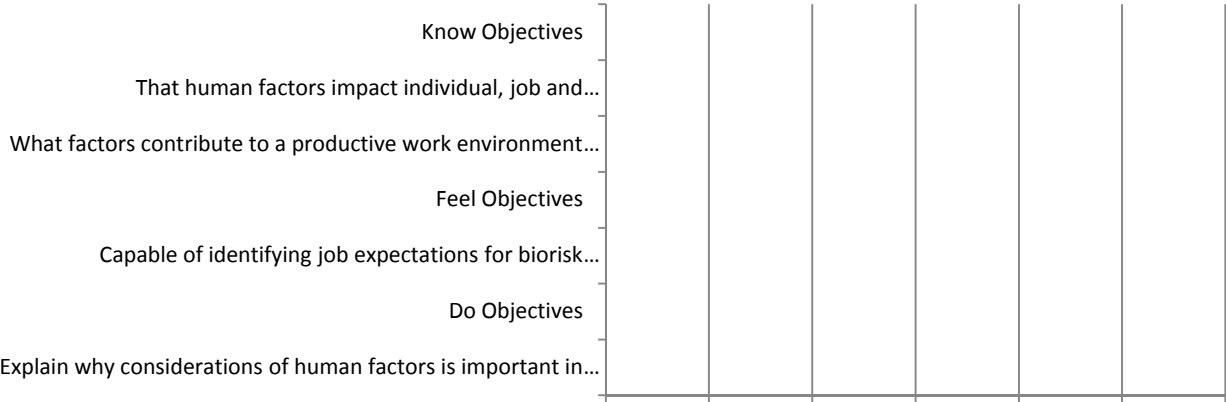 Know Objectives
That human factors impact individual, job and…
What factors contribute to a productive work environment…
Feel Objectives
Capable of identifying job expectations for biorisk…
Do Objectives
Explain why considerations of human factors is important in…